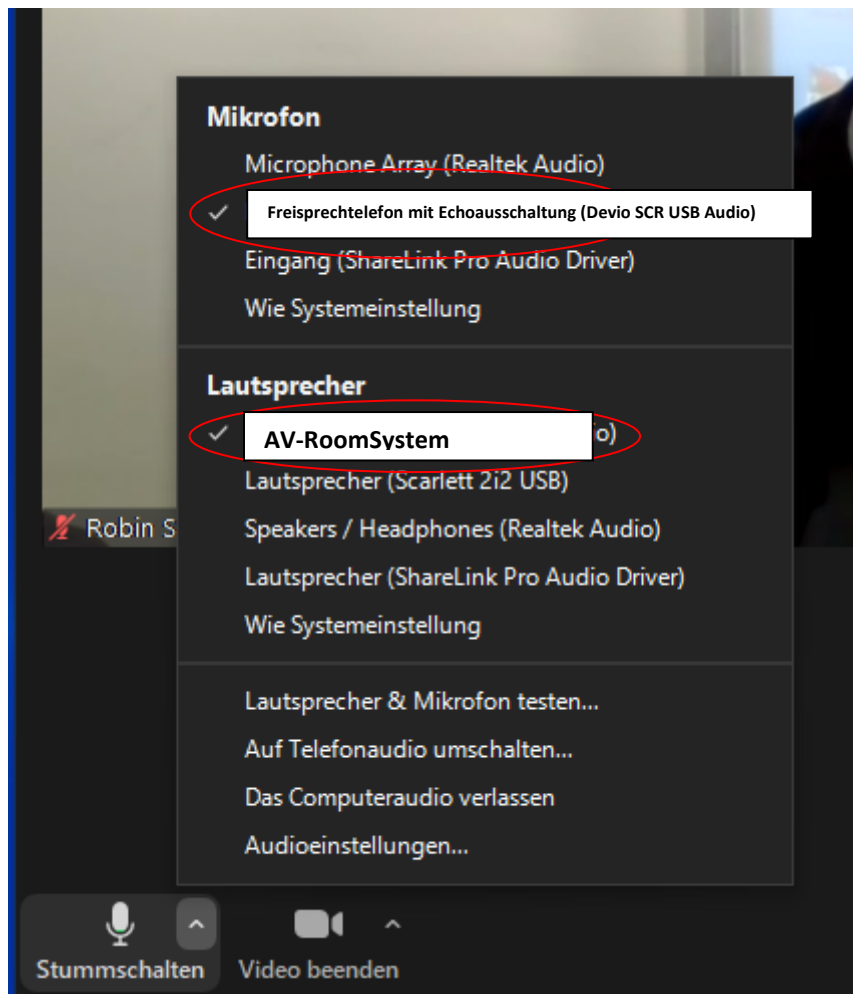 Mikrofon
Microphone Array (Realtek Audio)
Freisprechtelefon mit Echoausschaltung (Devio SCR USB Audio)
Eingang (ShareLink Pro Audio Driver)
Wie Systemeinstellung
Lautsprecher
AV-RoomSystem io)
Lautsprecher (Scarlett 2i2 USB)
Robin S
Speakers / Headphones (Realtek Audio)
Lautsprecher (ShareLink Pro Audio Driver)
Wie Systemeinstellung
Lautsprecher & Mikrofon testen...
Auf Telefonaudio umschalten...
Das Computeraudio verlassen
Audioeinstellungen...
Stummschalten
Video beenden